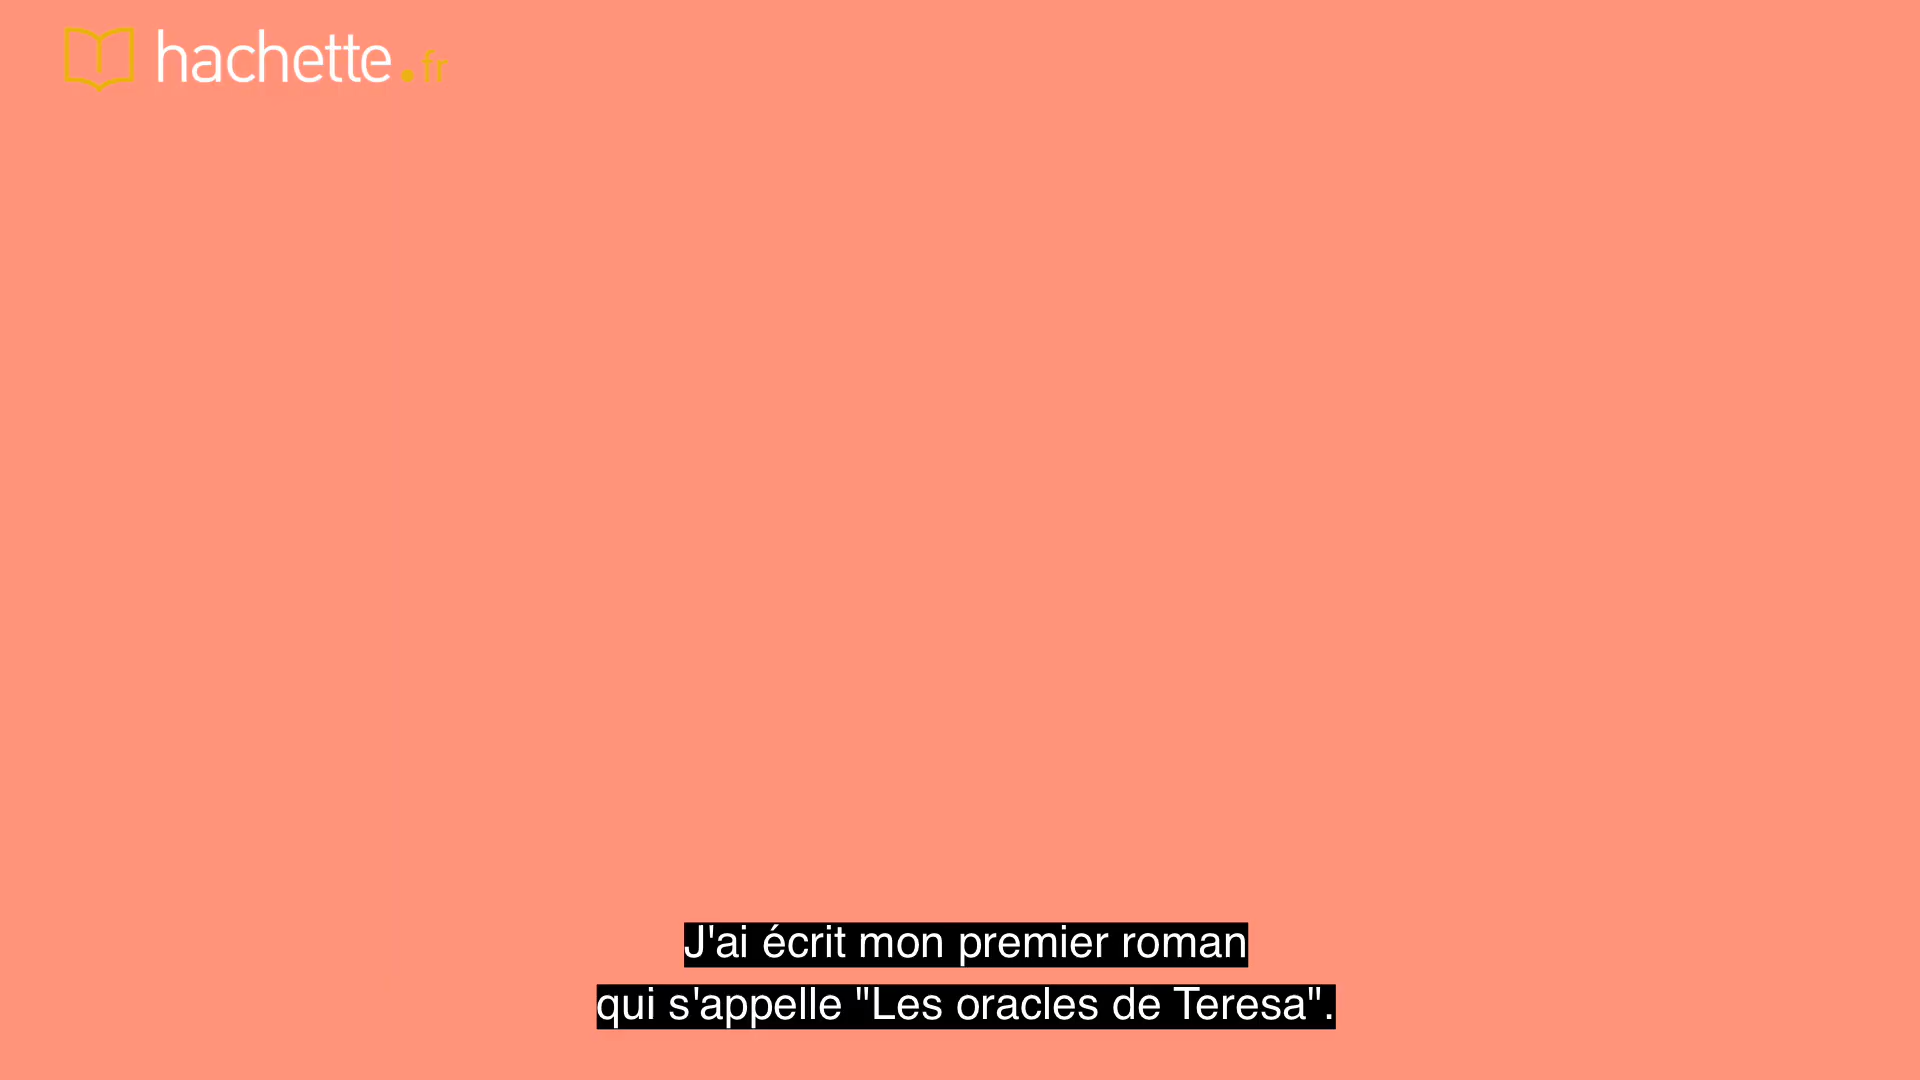 hachette.fr
J'ai écrit mon premier roman
qui s'appelle "Les oracles de Teresa".